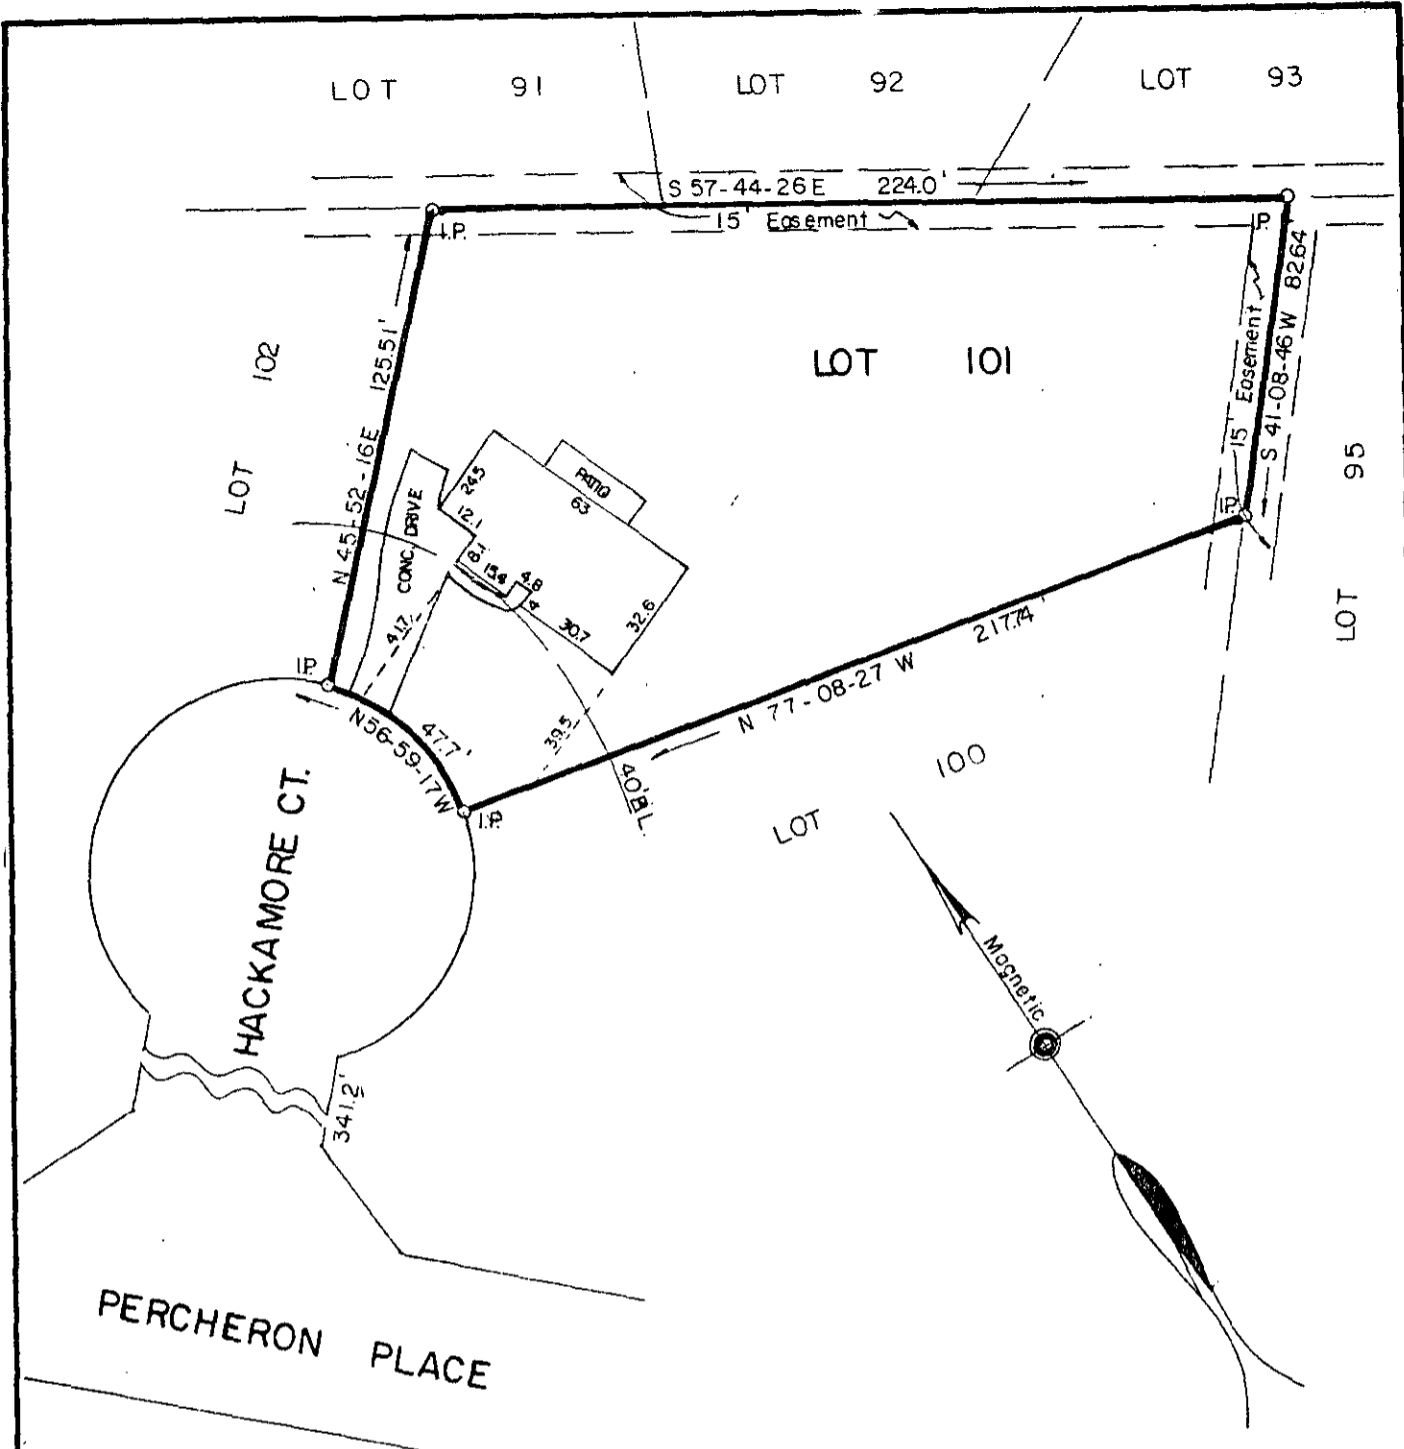 LOT 91 LOT 92 LOT 93
S 57-44-26 E 224.0'
15' Easement
I.P.
I.P.
N 45-52-16E 125.51'
LOT 102
LOT 101
15' Easement
S 41-08-46 W 82.64
I.P.
LOT 95
PATIO
63
24.5
12.1
8.1
15.4
4.8
4
30.7
32.6
CONC. DRIVE
41.7
39.5
40' B.L.
N 77-08-27 W 217.74'
I.P.
N56-59-17W
47.7'
I.P.
LOT 100
HACKAMORE CT.
341.2'
Magnetic
PERCHERON PLACE